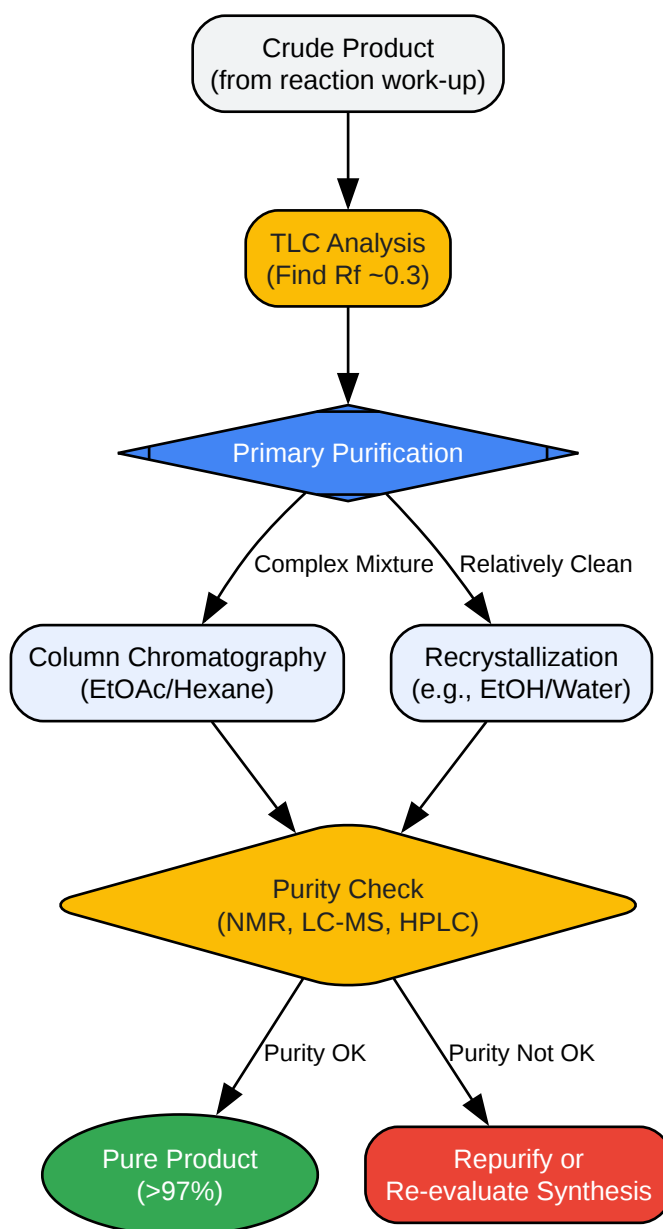 Crude Product
(from reaction work-up)
TLC Analysis
(Find Rf ~0.3)
Primary Purification
Complex Mixture
Relatively Clean
Column Chromatography
(EtOAc/Hexane)
Recrystallization
(e.g., EtOH/Water)
Purity Check
(NMR, LC-MS, HPLC)
Purity OK
Purity Not OK
Pure Product
(>97%)
Repurify or
Re-evaluate Synthesis